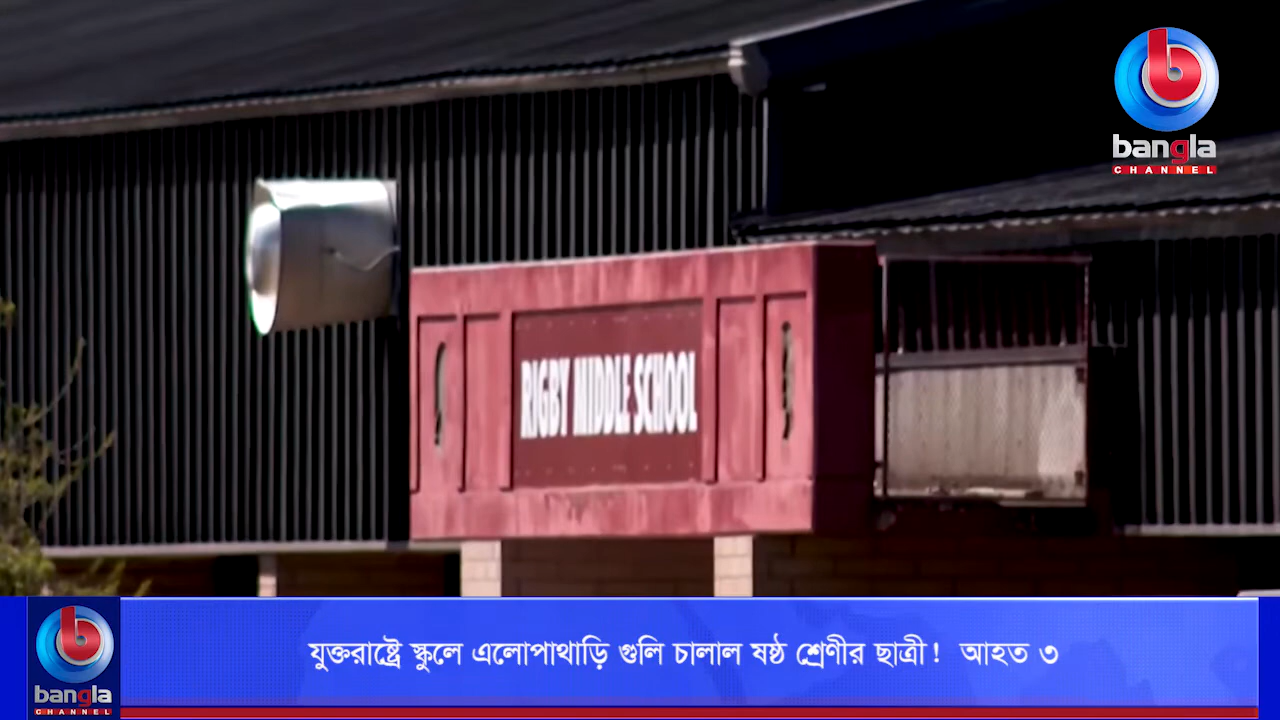 bangla
CHANNEL
RIGBY MIDDLE SCHOOL
যুক্তরাষ্ট্রে স্কুলে এলোপাথাড়ি গুলি চালাল ষষ্ঠ শ্রেণীর ছাত্রী! আহত ৩
bangla
CHANNEL